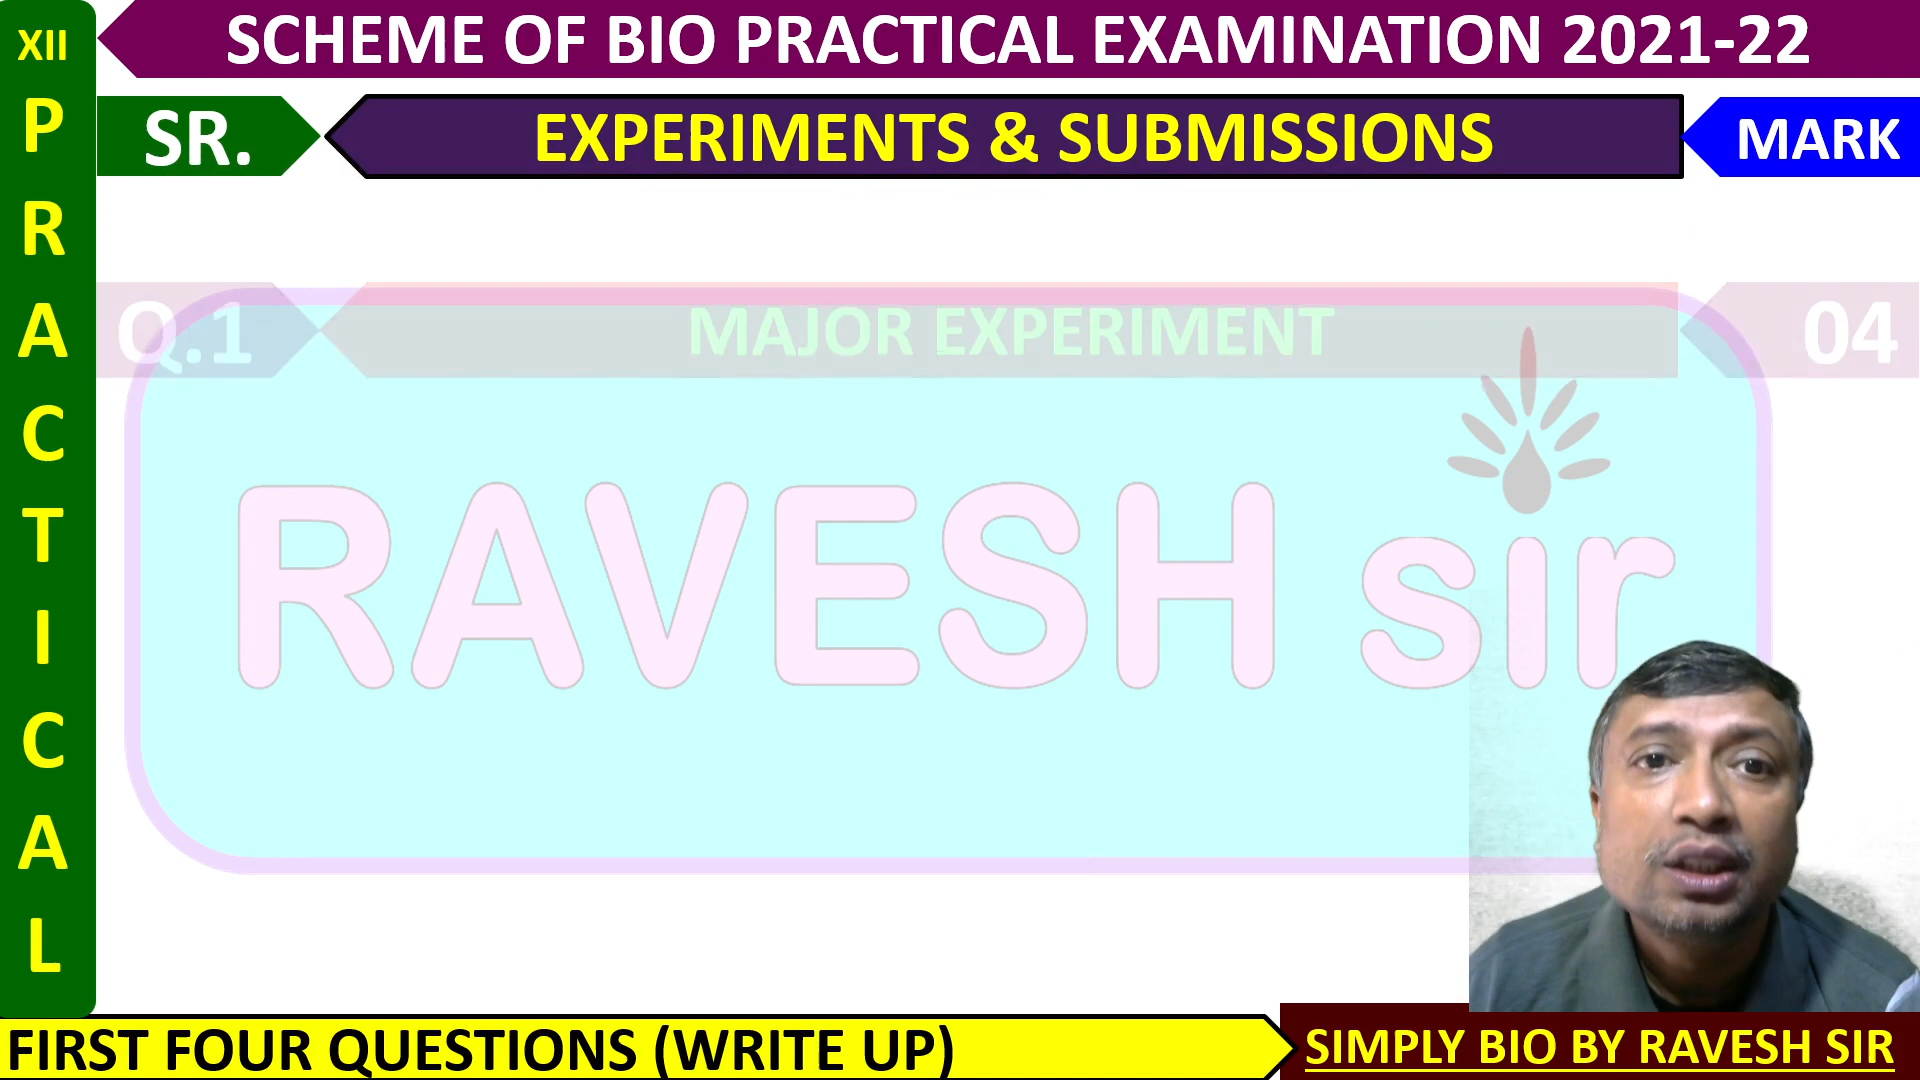 XII
PRACTICAL
SCHEME OF BIO PRACTICAL EXAMINATION 2021-22
SR.
EXPERIMENTS & SUBMISSIONS
MARK
Q.1
MAJOR EXPERIMENT
04
RAVESH sir
FIRST FOUR QUESTIONS (WRITE UP)
SIMPLY BIO BY RAVESH SIR